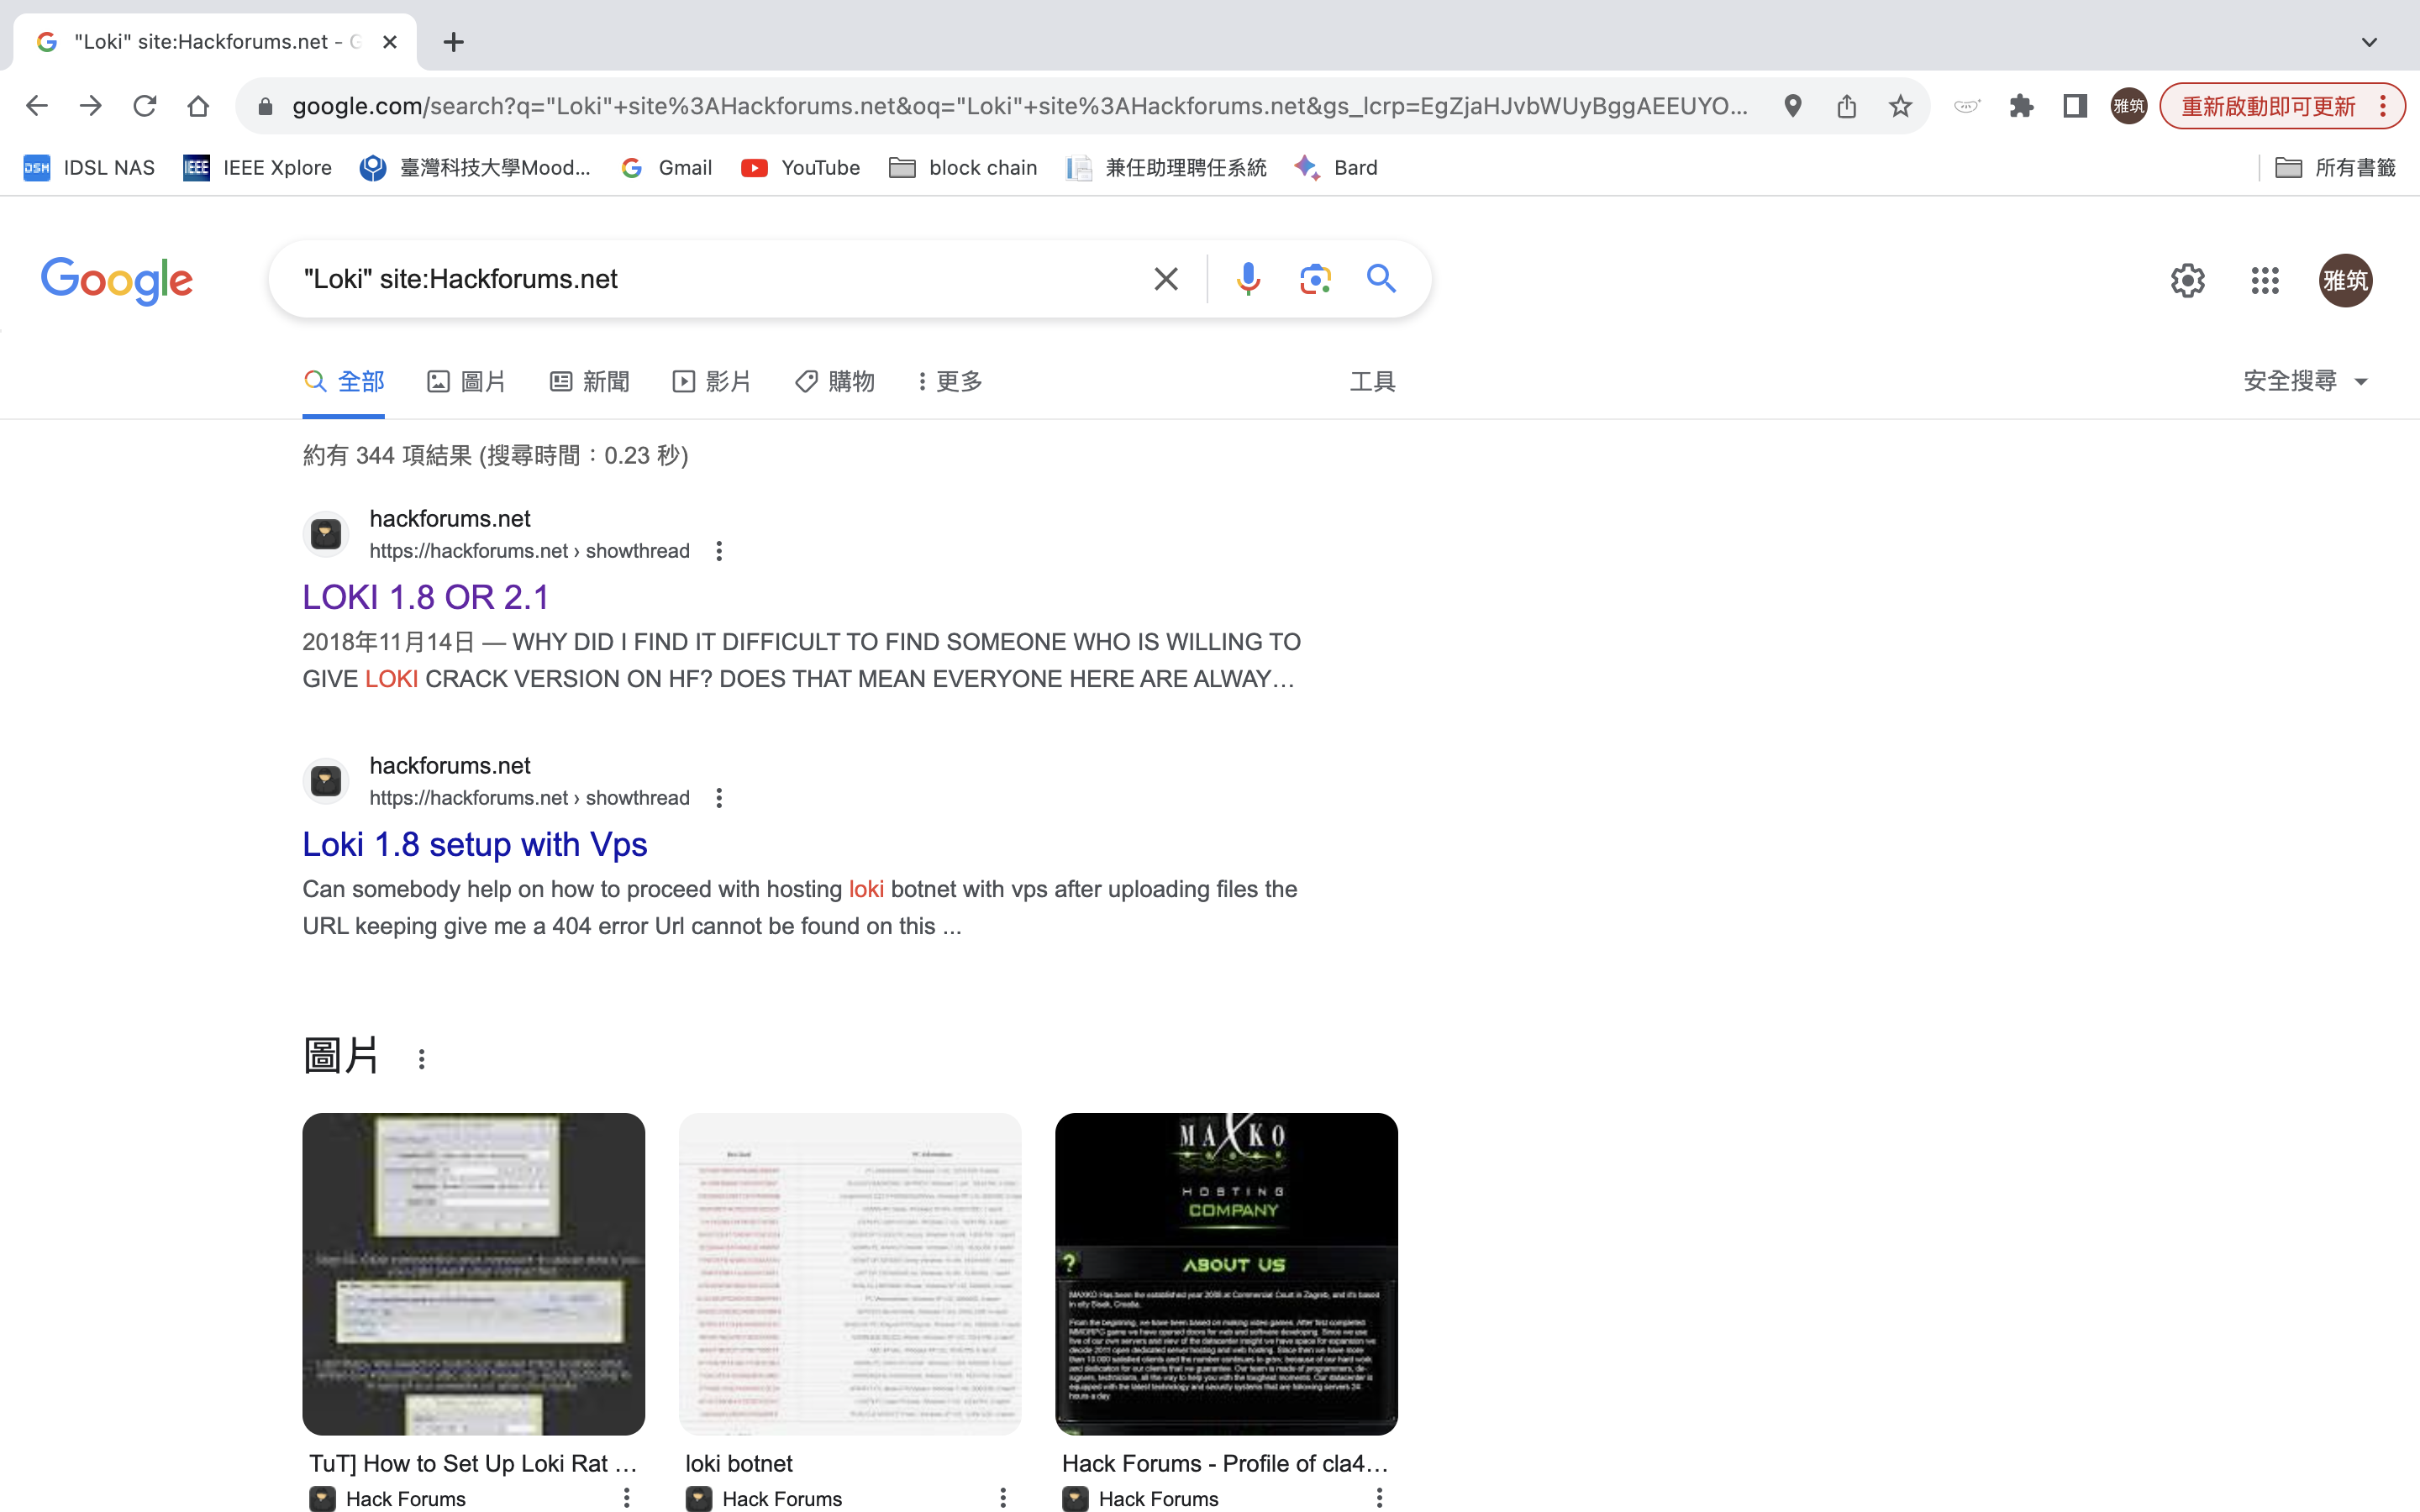 "Loki" site:Hackforums.net - G
google.com/search?q="Loki"+site%3AHackforums.net&oq="Loki"+site%3AHackforums.net&gs_lcrp=EgZjaHJvbWUyBggAEEUYO...
雅筑
重新啟動即可更新
IDSL NAS
IEEE Xplore
臺灣科技大學Mood...
Gmail
YouTube
block chain
兼任助理聘任系統
Bard
所有書籤
Google
"Loki" site:Hackforums.net
雅筑
全部
圖片
新聞
影片
購物
更多
工具
安全搜尋
約有 344 項結果 (搜尋時間：0.23 秒)
hackforums.net
https://hackforums.net › showthread
LOKI 1.8 OR 2.1
2018年11月14日 — WHY DID I FIND IT DIFFICULT TO FIND SOMEONE WHO IS WILLING TO
GIVE LOKI CRACK VERSION ON HF? DOES THAT MEAN EVERYONE HERE ARE ALWAY...
hackforums.net
https://hackforums.net › showthread
Loki 1.8 setup with Vps
Can somebody help on how to proceed with hosting loki botnet with vps after uploading files the
URL keeping give me a 404 error Url cannot be found on this ...
圖片
MAXKO
HOSTING
COMPANY
?
ABOUT US
TuT] How to Set Up Loki Rat ...
loki botnet
Hack Forums - Profile of cla4...
Hack Forums
Hack Forums
Hack Forums